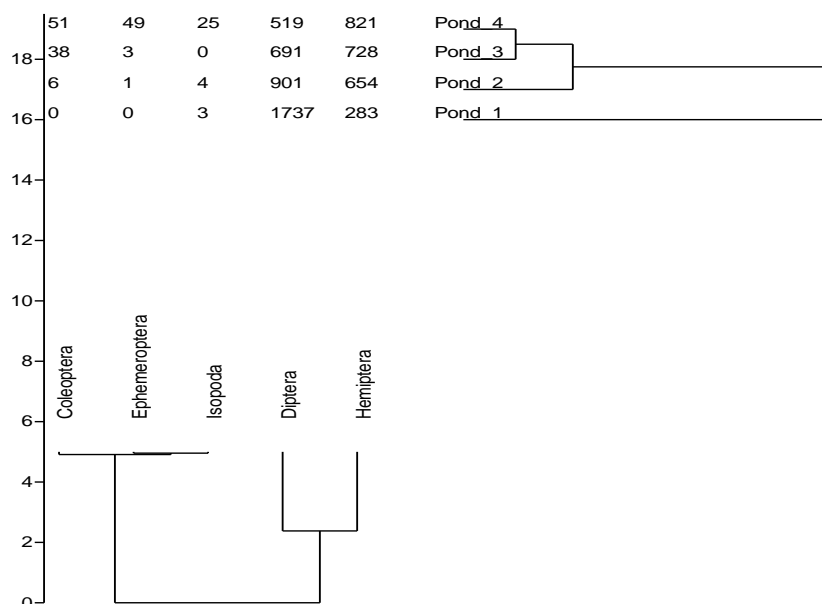 51 49 25 519 821 Pond_4
18 38 3 0 691 728 Pond_3
6 1 4 901 654 Pond_2
16 0 0 3 1737 283 Pond_1
14
12
10
8
Coleoptera Ephemeroptera Isopoda Diptera Hemiptera
6
4
2
0